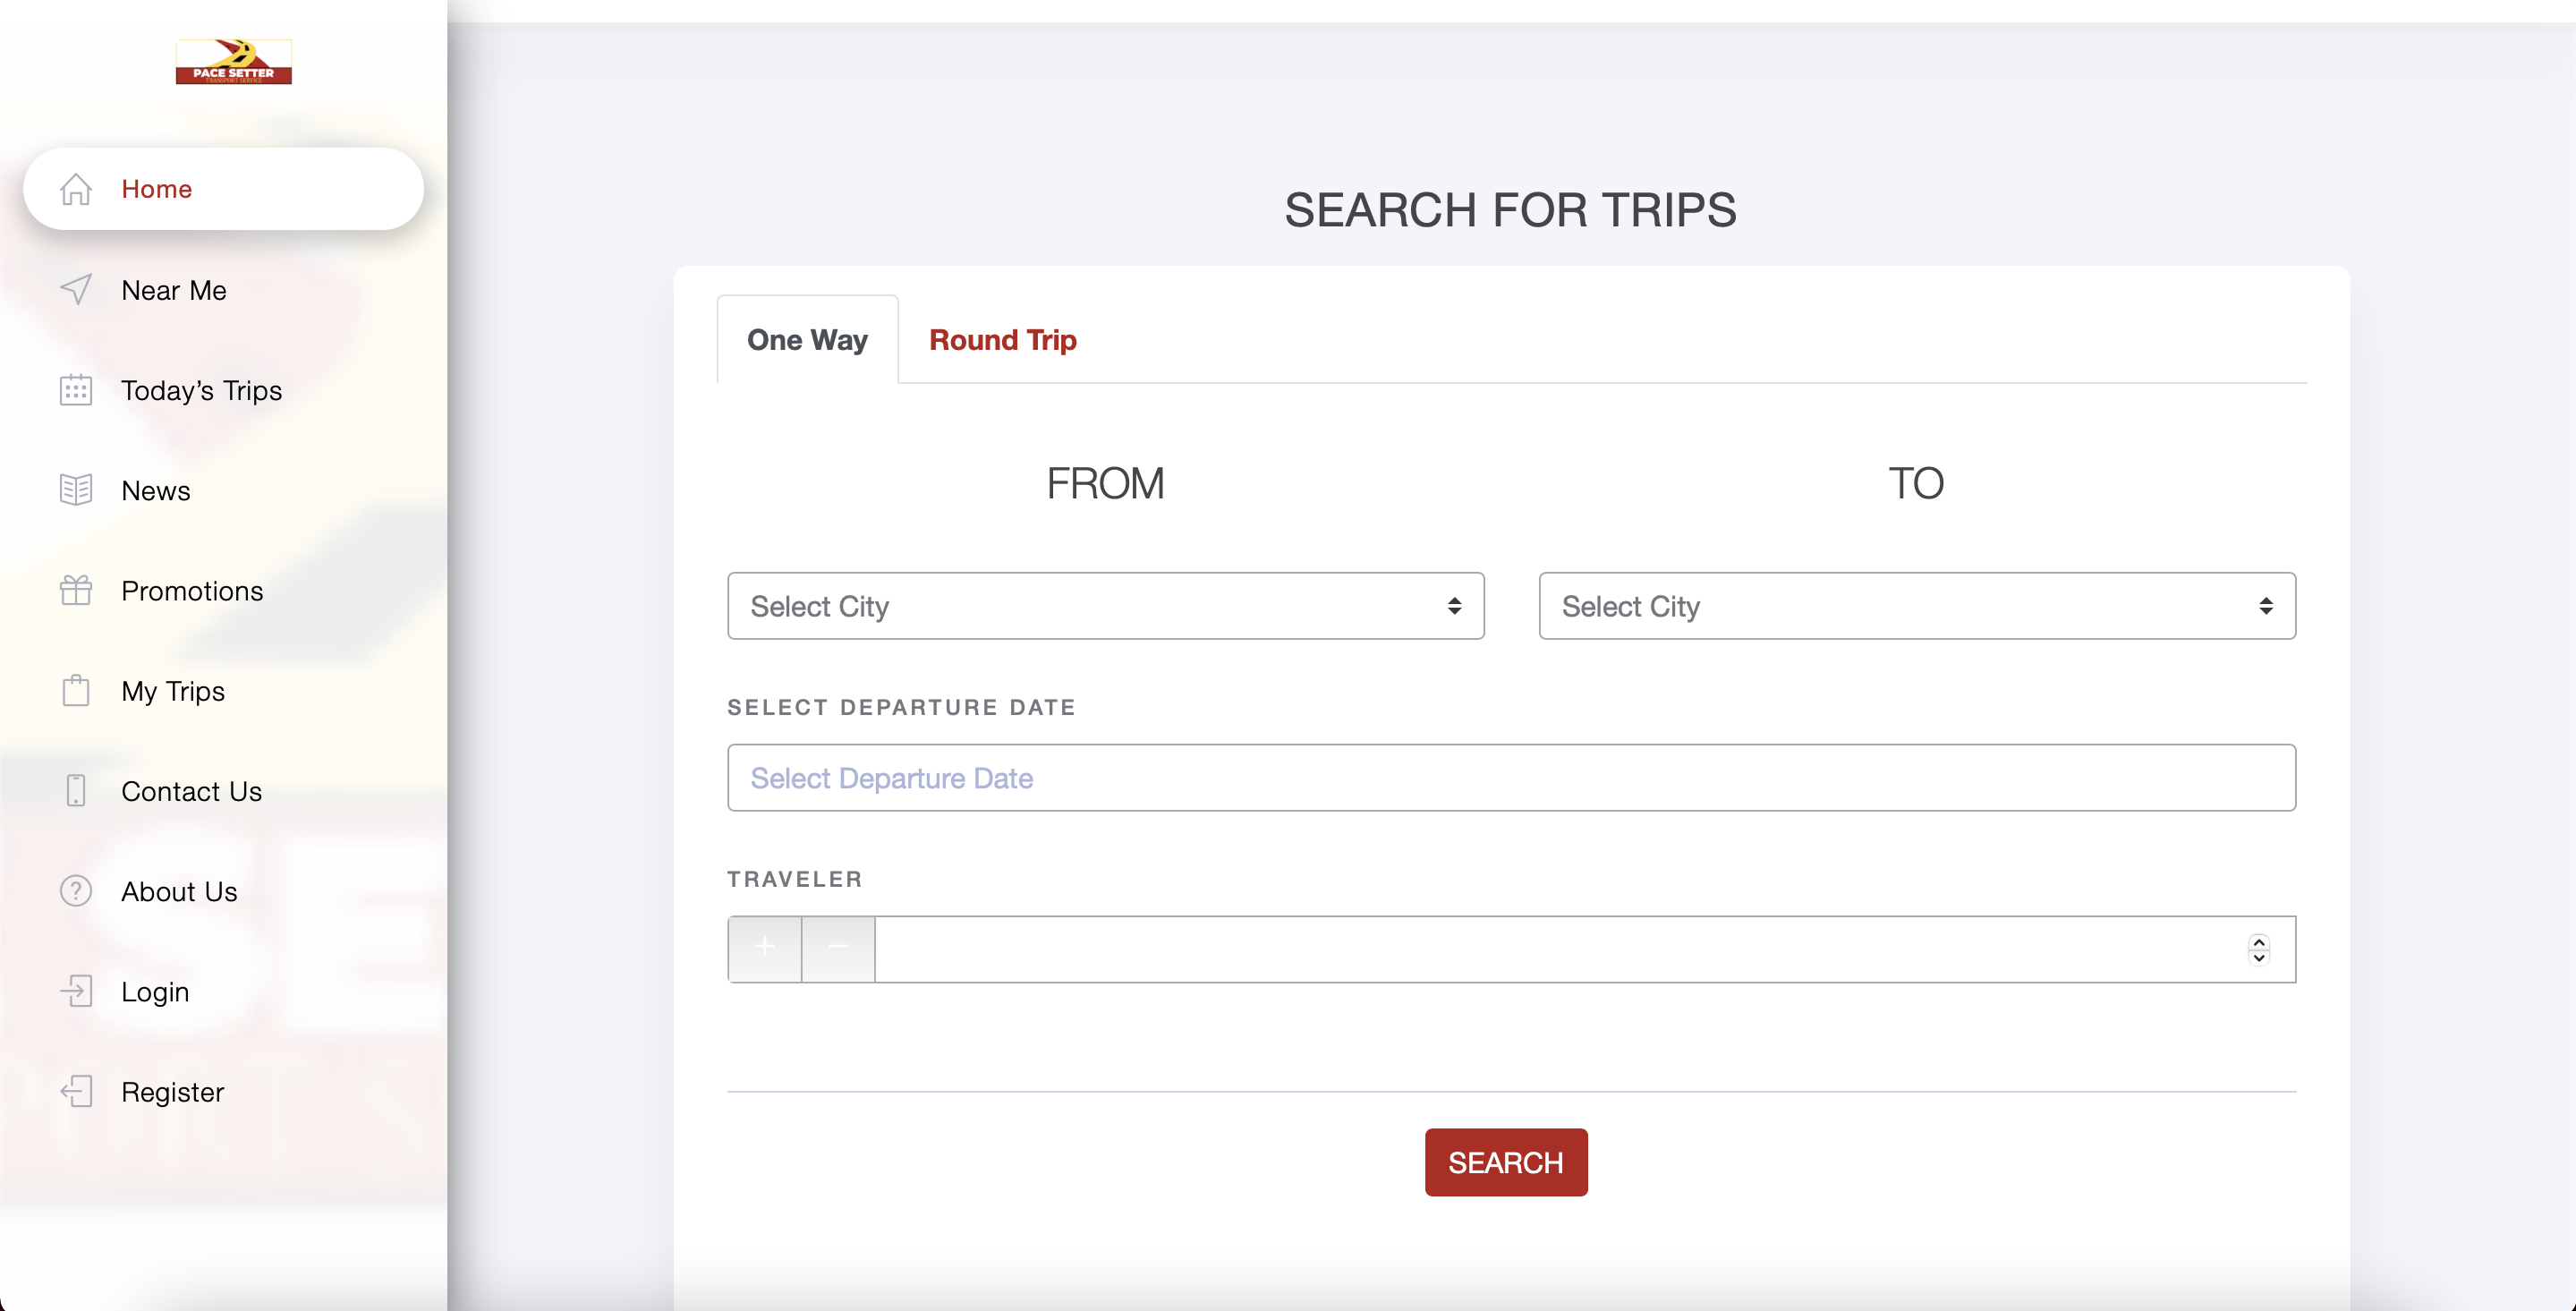 PACE SETTER
TRANSPORT SERVICE
Home
Near Me
Today's Trips
News
Promotions
My Trips
Contact Us
About Us
Login
Register
SEARCH FOR TRIPS
One Way Round Trip
FROM TO
Select City Select City
SELECT DEPARTURE DATE
Select Departure Date
TRAVELER
+ −
SEARCH